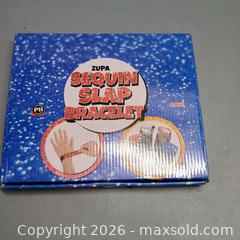 ZUPA
SEQUIN
SLAP
BRACELET
Copyright 2026 - maxsold.com